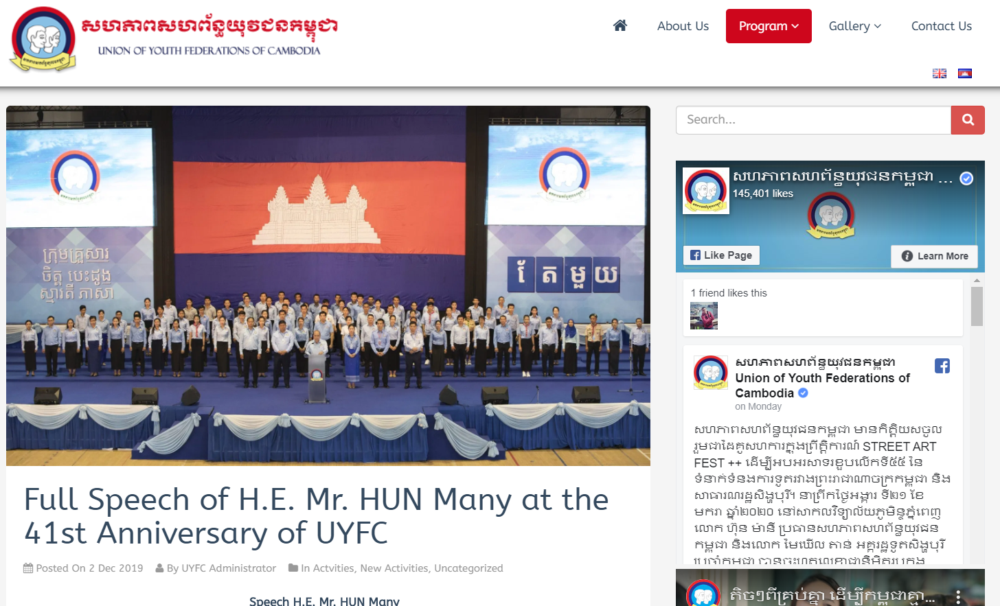 សហភាពសហព័ន្ធយុវជនកម្ពុជា
UNION OF YOUTH FEDERATIONS OF CAMBODIA
About Us
Program
Gallery
Contact Us
Search...
ក្រុមគ្រួសារ
ចិត្ត បេះដូង
ស្មារតី ភាសា
តែមួយ
Full Speech of H.E. Mr. HUN Many at the
41st Anniversary of UYFC
Posted On 2 Dec 2019 By UYFC Administrator In Actvities, New Activities, Uncategorized
Speech H.E. Mr. HUN Many
សហភាពសហព័ន្ធយុវជនកម្ពុជា ...
145,401 likes
Like Page
Learn More
1 friend likes this
សហភាពសហព័ន្ធយុវជនកម្ពុជា
Union of Youth Federations of
Cambodia
on Monday
សហភាពសហព័ន្ធយុវជនកម្ពុជា មានកិត្តិយសចូល
រួមជាដៃគូសហការក្នុងព្រឹត្តិការណ៍ STREET ART
FEST ++ ដើម្បីអបអរសាទរខួបលើកទី៥៥ នៃ
ទំនាក់ទំនងការទូតរវាងព្រះរាជាណាចក្រកម្ពុជា និង
សាធារណរដ្ឋសិង្ហបុរី។ នាព្រឹកថ្ងៃអង្គារ ទី២១ ខែ
មករា ឆ្នាំ២០២០ នៅសាកលវិទ្យាល័យភូមិន្ទភ្នំពេញ
លោក ហ៊ុន ម៉ានី ប្រធានសហភាពសហព័ន្ធយុវជន
កម្ពុជា និងលោក មៃឃើល តាន់ អគ្គរដ្ឋទូតសិង្ហបុរី
តិចៗពីគ្រប់គ្នា ដើម្បីកម្ពុជាគ្នា...